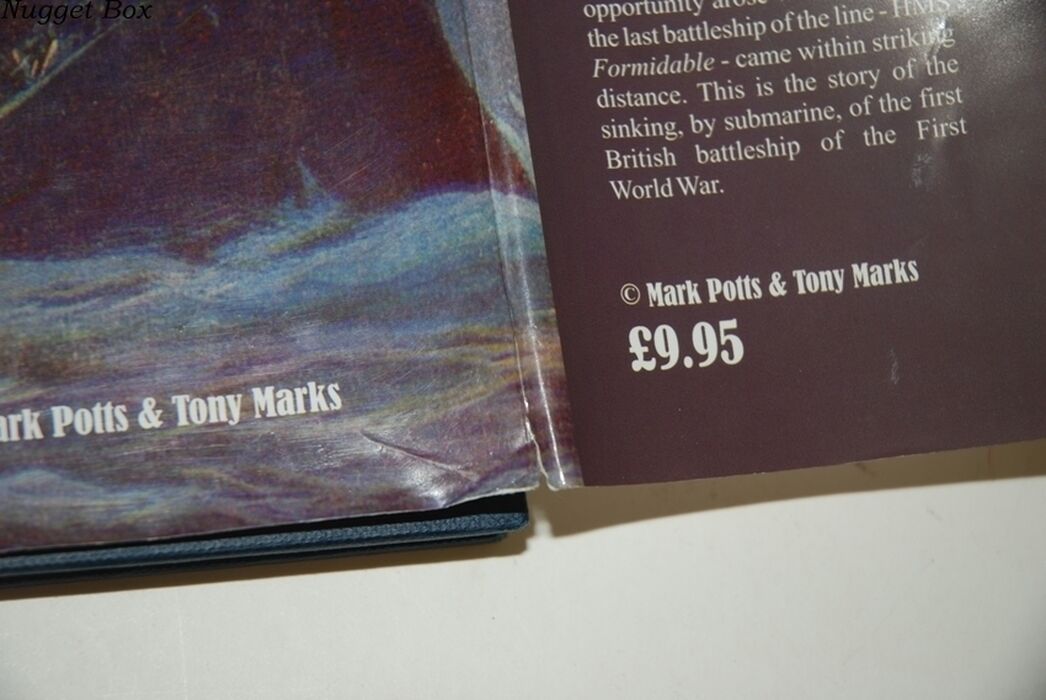 Nugget Box
opportunity arose
the last battleship of the line - HMS
Formidable - came within striking
distance. This is the story of the
sinking, by submarine, of the first
British battleship of the First
World War.
© Mark Potts & Tony Marks
£9.95
ark Potts & Tony Marks